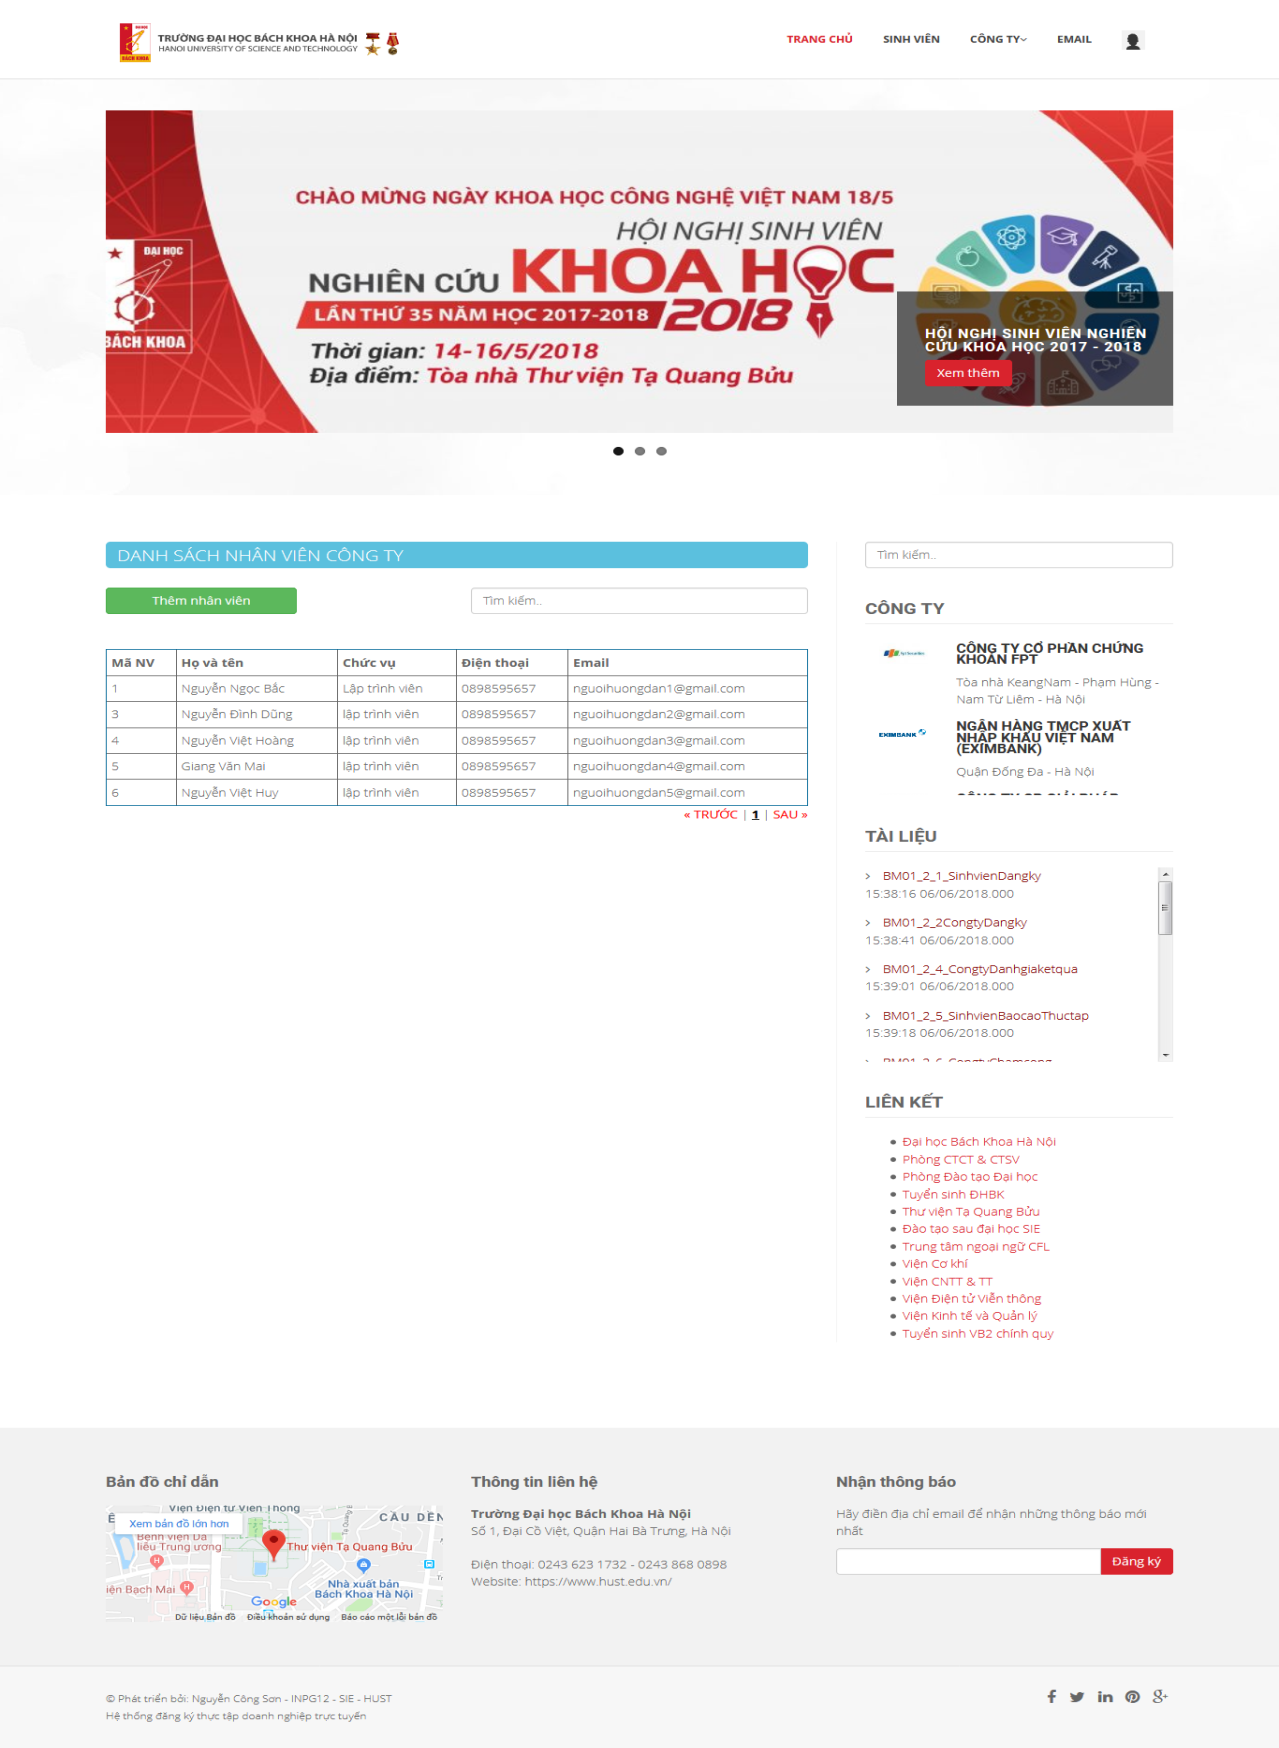 TRƯỜNG ĐẠI HỌC BÁCH KHOA HÀ NỘI
HANOI UNIVERSITY OF SCIENCE AND TECHNOLOGY
BÁCH KHOA
TRANG CHỦ SINH VIÊN CÔNG TY EMAIL
CHÀO MỪNG NGÀY KHOA HỌC CÔNG NGHỆ VIỆT NAM 18/5
HỘI NGHỊ SINH VIÊN
NGHIÊN CỨU KHOA HỌC
LẦN THỨ 35 NĂM HỌC 2017-2018 2018
Thời gian: 14-16/5/2018
Địa điểm: Tòa nhà Thư viện Tạ Quang Bửu
ĐẠI HỌC
BÁCH KHOA
HỘI NGHỊ SINH VIÊN NGHIÊN
CỨU KHOA HỌC 2017 - 2018
Xem thêm
DANH SÁCH NHÂN VIÊN CÔNG TY
Thêm nhân viên
Tìm kiếm..
Mã NV Họ và tên Chức vụ Điện thoại Email
1 Nguyễn Ngọc Bắc Lập trình viên 0898595657 nguoihuongdan1@gmail.com
3 Nguyễn Đình Dũng lập trình viên 0898595657 nguoihuongdan2@gmail.com
4 Nguyễn Việt Hoàng lập trình viên 0898595657 nguoihuongdan3@gmail.com
5 Giang Văn Mai lập trình viên 0898595657 nguoihuongdan4@gmail.com
6 Nguyễn Việt Huy lập trình viên 0898595657 nguoihuongdan5@gmail.com
« TRƯỚC | 1 | SAU »
Tìm kiếm..
CÔNG TY
CÔNG TY CỔ PHẦN CHỨNG
KHOÁN FPT
Tòa nhà KeangNam - Phạm Hùng -
Nam Từ Liêm - Hà Nội
EXIMBANK
NGÂN HÀNG TMCP XUẤT
NHẬP KHẨU VIỆT NAM
(EXIMBANK)
Quận Đống Đa - Hà Nội
TÀI LIỆU
› BM01_2_1_SinhvienDangky
15:38:16 06/06/2018.000
› BM01_2_2CongtyDangky
15:38:41 06/06/2018.000
› BM01_2_4_CongtyDanhgiaketqua
15:39:01 06/06/2018.000
› BM01_2_5_SinhvienBaocaoThuctap
15:39:18 06/06/2018.000
LIÊN KẾT
• Đại học Bách Khoa Hà Nội
• Phòng CTCT & CTSV
• Phòng Đào tạo Đại học
• Tuyển sinh ĐHBK
• Thư viện Tạ Quang Bửu
• Đào tạo sau đại học SIE
• Trung tâm ngoại ngữ CFL
• Viện Cơ khí
• Viện CNTT & TT
• Viện Điện tử Viễn thông
• Viện Kinh tế và Quản lý
• Tuyển sinh VB2 chính quy
Bản đồ chỉ dẫn
Viện Điện tử Viễn Thông
Xem bản đồ lớn hơn
CẦU DỀN
Bệnh viện Đa
liễu Trung ương
Thư viện Tạ Quang Bửu
iện Bạch Mai
Nhà xuất bản
Bách Khoa Hà Nội
Google
Dữ liệu Bản đồ Điều khoản sử dụng Báo cáo một lỗi bản đồ
Thông tin liên hệ
Trường Đại học Bách Khoa Hà Nội
Số 1, Đại Cồ Việt, Quận Hai Bà Trưng, Hà Nội
Điện thoại: 0243 623 1732 - 0243 868 0898
Website: https://www.hust.edu.vn/
Nhận thông báo
Hãy điền địa chỉ email để nhận những thông báo mới
nhất
Đăng ký
© Phát triển bởi: Nguyễn Công Sơn - INPG12 - SIE - HUST
Hệ thống đăng ký thực tập doanh nghiệp trực tuyến